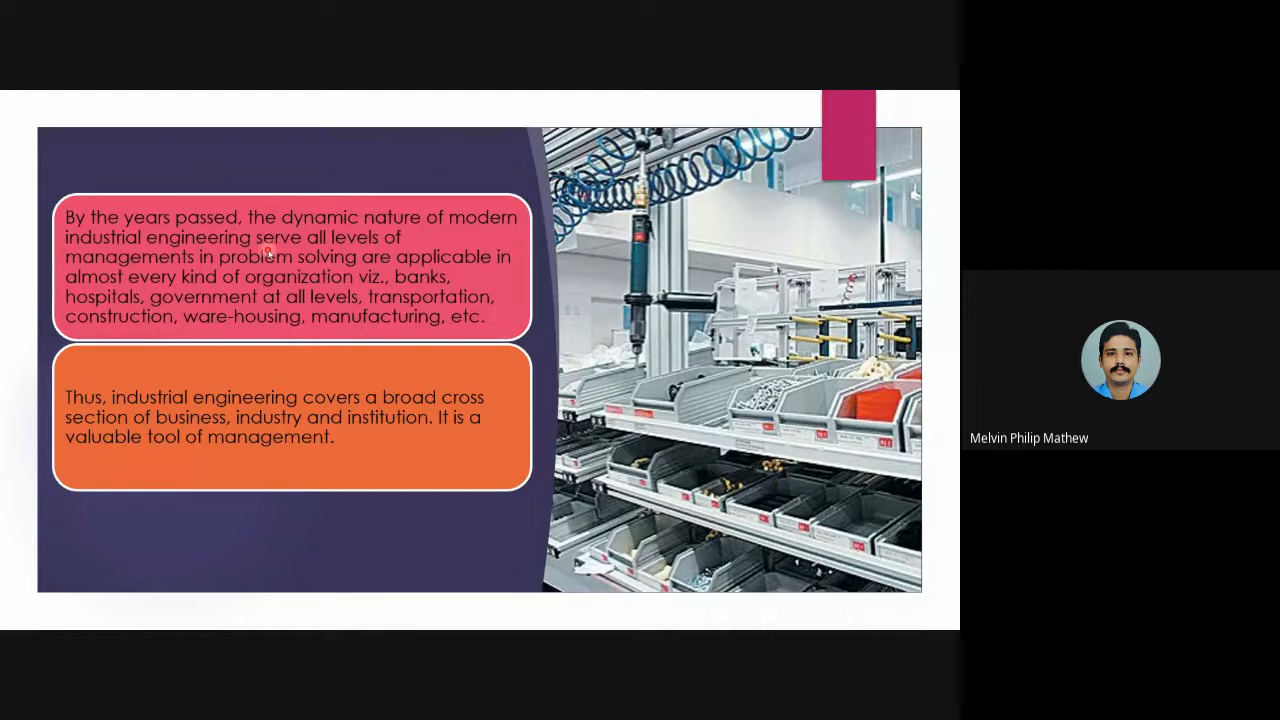 By the years passed, the dynamic nature of modern
industrial engineering serve all levels of
managements in problem solving are applicable in
almost every kind of organization viz., banks,
hospitals, government at all levels, transportation,
construction, ware-housing, manufacturing, etc.
Thus, industrial engineering covers a broad cross
section of business, industry and institution. It is a
valuable tool of management.
Melvin Philip Mathew